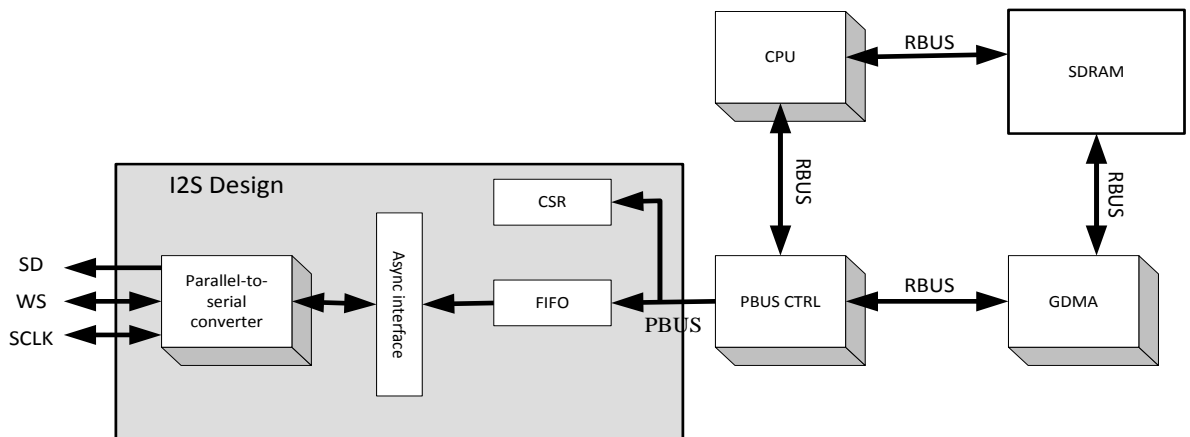 RBUS
CPU
SDRAM
RBUS
RBUS
I2S Design
CSR
SD
WS
SCLK
Parallel-to-
serial
converter
Async interface
FIFO
PBUS
PBUS CTRL
RBUS
GDMA